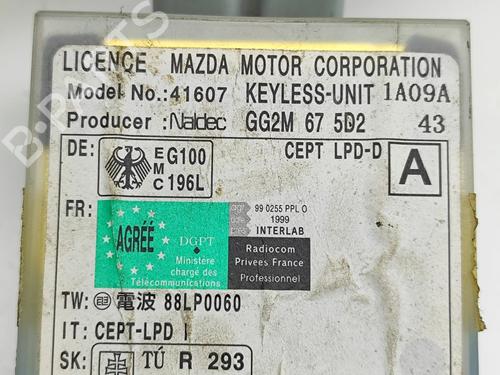 LICENCE MAZDA MOTOR CORPORATION
Model No.:41607 KEYLESS-UNIT 1A09A
Producer :Naldec GG2M 67 5D2 43
DE: EMC G100 196L CEPT LPD-D A
FR: AGRÉÉ DGPT
Ministère
chargé des
Télécommunications
99 0255 PPL 0
1999
INTERLAB
Radiocom
Privees France
Professionnel
TW: 電波 88LP0060
IT: CEPT-LPD I
SK: TÚ R 293
B-PARTS